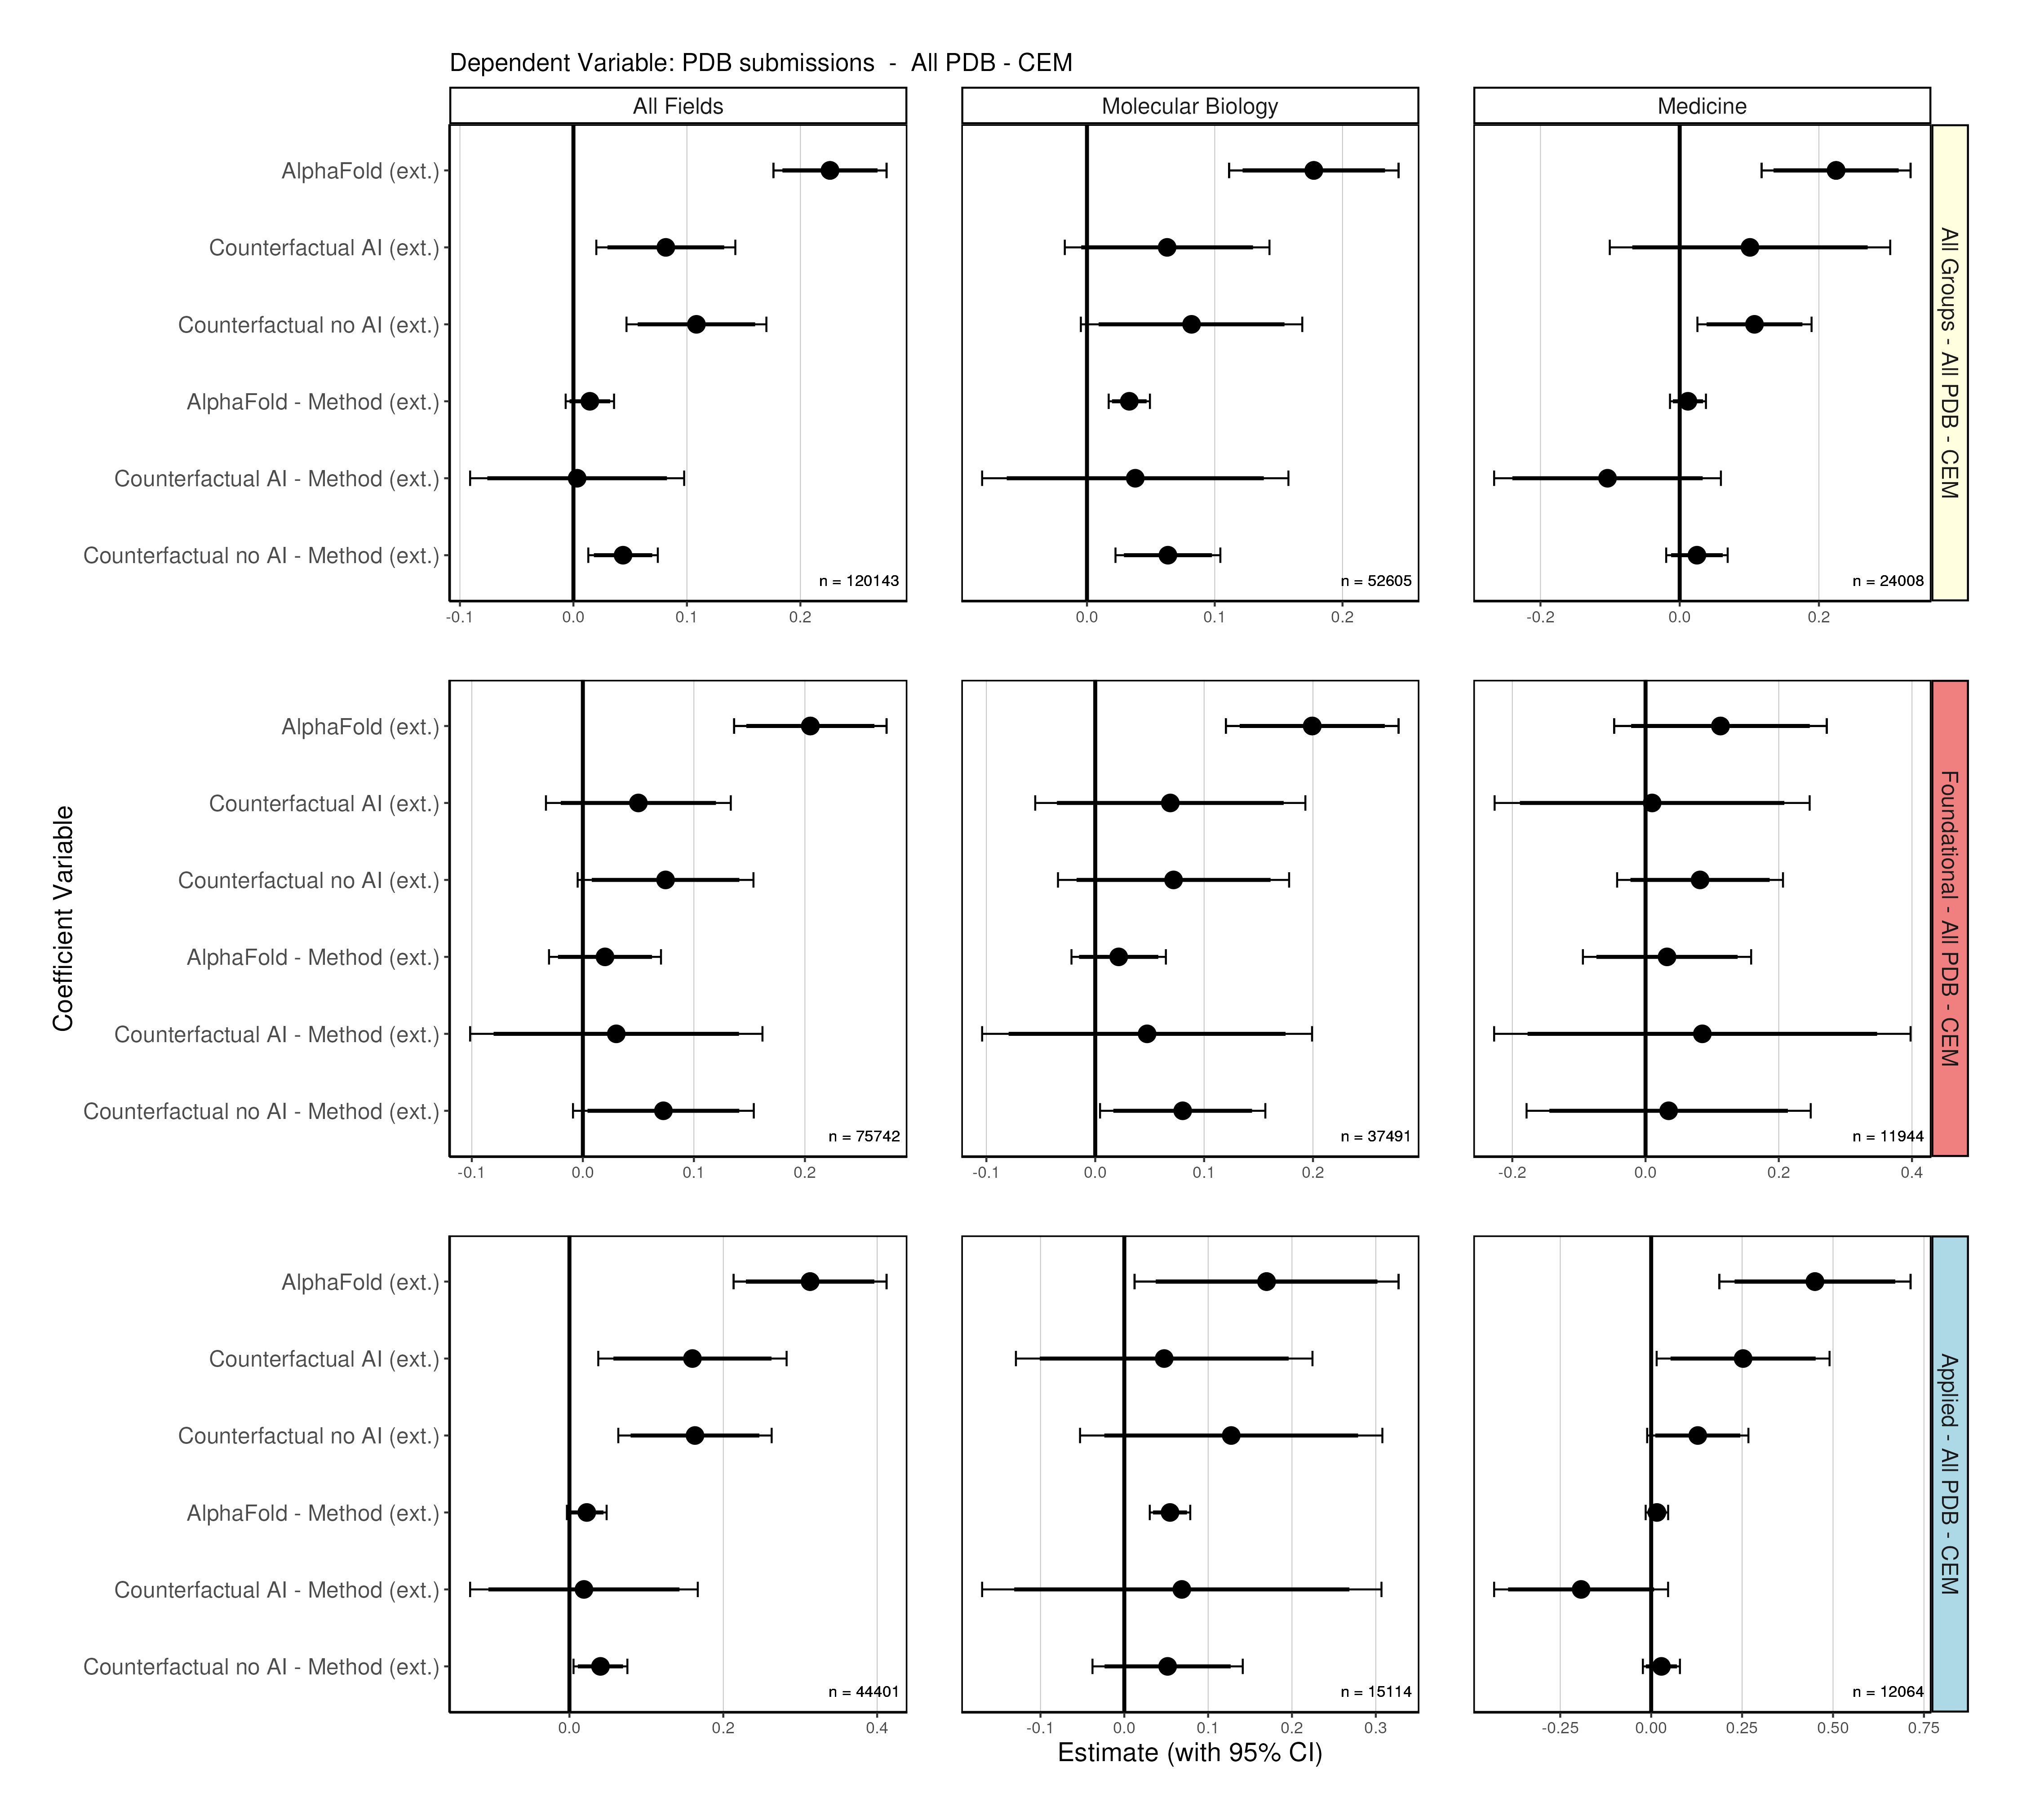 Dependent Variable: PDB submissions - All PDB - CEM
All Fields
Molecular Biology
Medicine
AlphaFold (ext.)
Counterfactual AI (ext.)
Counterfactual no AI (ext.)
AlphaFold - Method (ext.)
Counterfactual AI - Method (ext.)
Counterfactual no AI - Method (ext.)
n = 120143
n = 52605
n = 24008
All Groups - All PDB - CEM
-0.1 0.0 0.1 0.2
0.0 0.1 0.2
-0.2 0.0 0.2
Coefficient Variable
AlphaFold (ext.)
Counterfactual AI (ext.)
Counterfactual no AI (ext.)
AlphaFold - Method (ext.)
Counterfactual AI - Method (ext.)
Counterfactual no AI - Method (ext.)
n = 75742
n = 37491
n = 11944
Foundational - All PDB - CEM
-0.1 0.0 0.1 0.2
-0.1 0.0 0.1 0.2
-0.2 0.0 0.2 0.4
AlphaFold (ext.)
Counterfactual AI (ext.)
Counterfactual no AI (ext.)
AlphaFold - Method (ext.)
Counterfactual AI - Method (ext.)
Counterfactual no AI - Method (ext.)
n = 44401
n = 15114
n = 12064
Applied - All PDB - CEM
0.0 0.2 0.4
-0.1 0.0 0.1 0.2 0.3
-0.25 0.00 0.25 0.50 0.75
Estimate (with 95% CI)